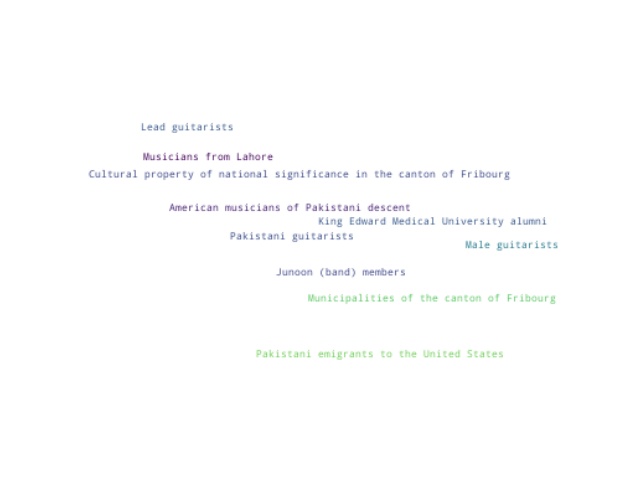 Lead guitarists
Musicians from Lahore
Cultural property of national significance in the canton of Fribourg
American musicians of Pakistani descent
King Edward Medical University alumni
Pakistani guitarists
Male guitarists
Junoon (band) members
Municipalities of the canton of Fribourg
Pakistani emigrants to the United States